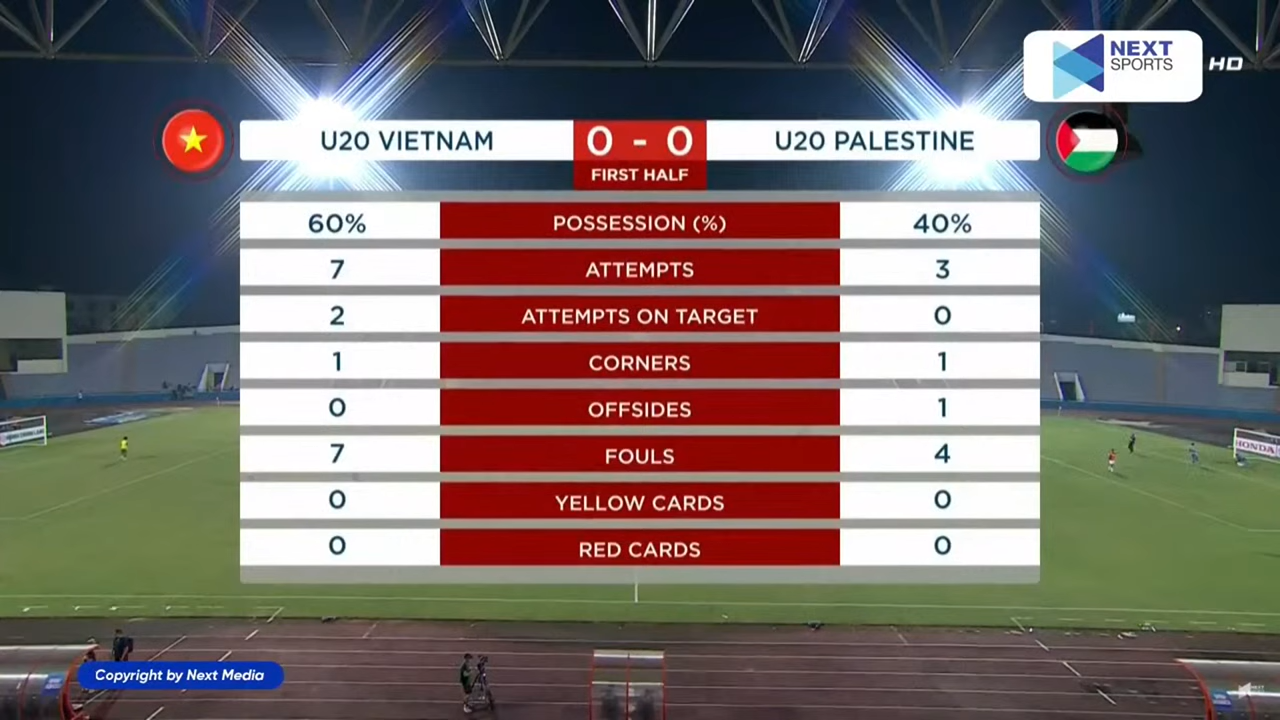 NEXT
SPORTS
HD
U20 VIETNAM 0 - 0 U20 PALESTINE
FIRST HALF
60% POSSESSION (%) 40%
7 ATTEMPTS 3
2 ATTEMPTS ON TARGET 0
1 CORNERS 1
0 OFFSIDES 1
7 FOULS 4
0 YELLOW CARDS 0
0 RED CARDS 0
HONDA
Copyright by Next Media